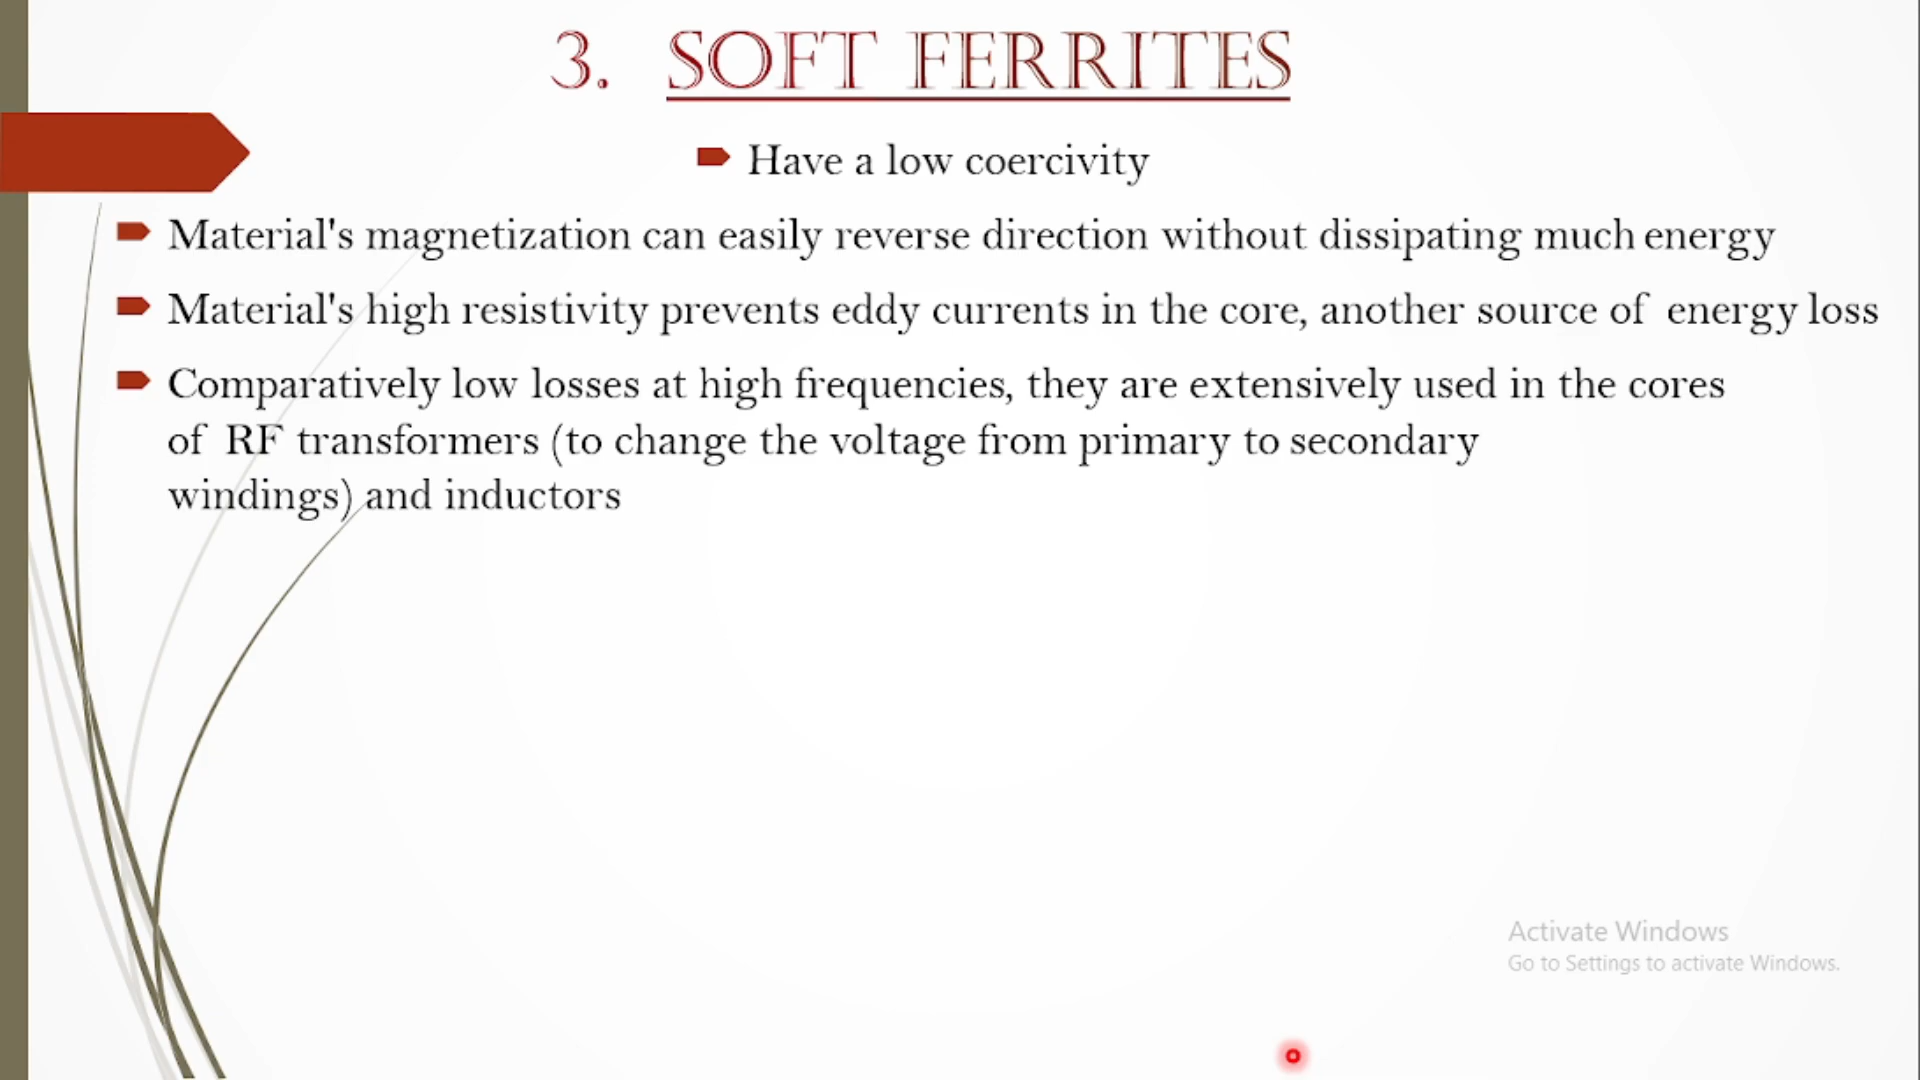 3. SOFT FERRITES
Have a low coercivity
Material's magnetization can easily reverse direction without dissipating much energy
Material's high resistivity prevents eddy currents in the core, another source of energy loss
Comparatively low losses at high frequencies, they are extensively used in the cores
of RF transformers (to change the voltage from primary to secondary
windings) and inductors
Activate Windows
Go to Settings to activate Windows.